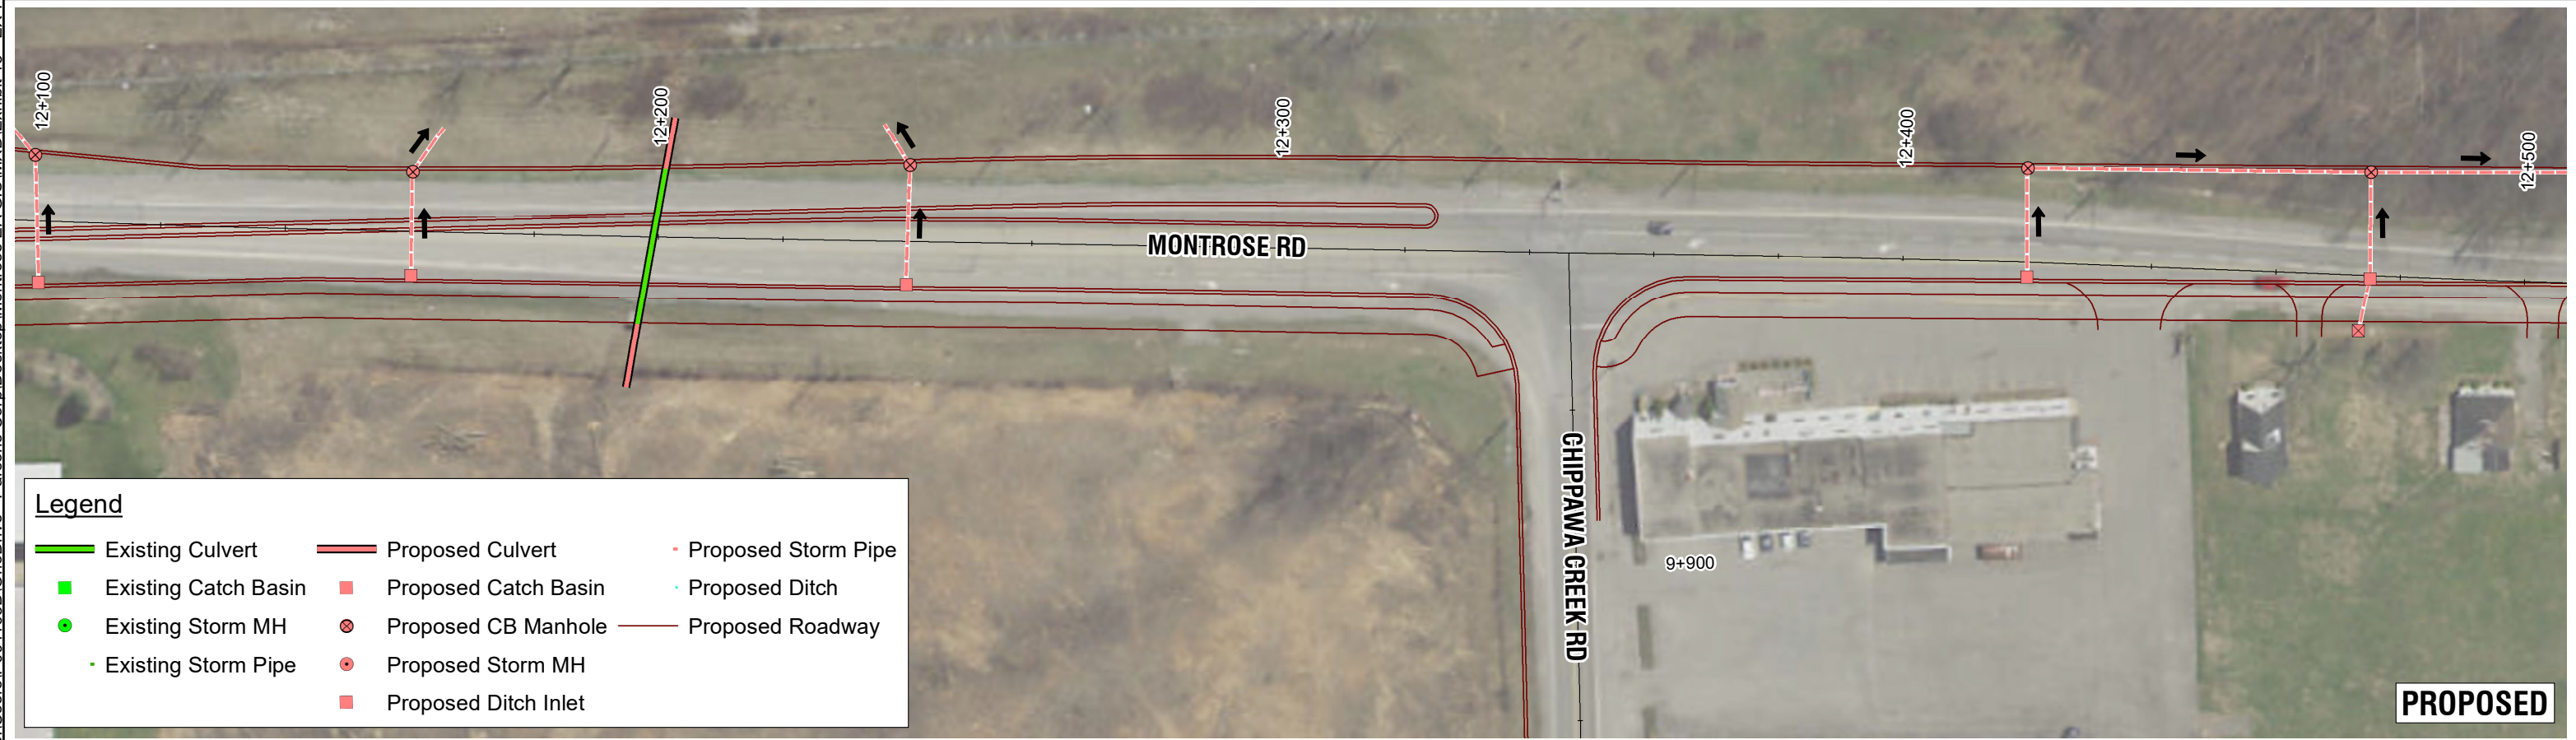 12+100
12+200
12+300
12+400
12+500
MONTROSE RD
CHIPPAWA CREEK RD
9+900
Legend
Existing Culvert
Proposed Culvert
Proposed Storm Pipe
Existing Catch Basin
Proposed Catch Basin
Proposed Ditch
Existing Storm MH
Proposed CB Manhole
Proposed Roadway
Existing Storm Pipe
Proposed Storm MH
Proposed Ditch Inlet
PROPOSED